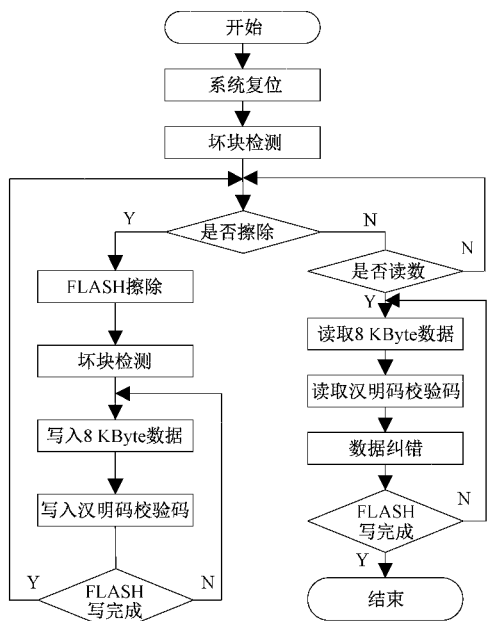 开始
系统复位
坏块检测
Y
是否擦除
N
FLASH擦除
是否读数
N
Y
坏块检测
读取8 KByte数据
写入8 KByte数据
读取汉明码校验码
写入汉明码校验码
数据纠错
FLASH
写完成
N
Y
Y
FLASH
写完成
N
结束